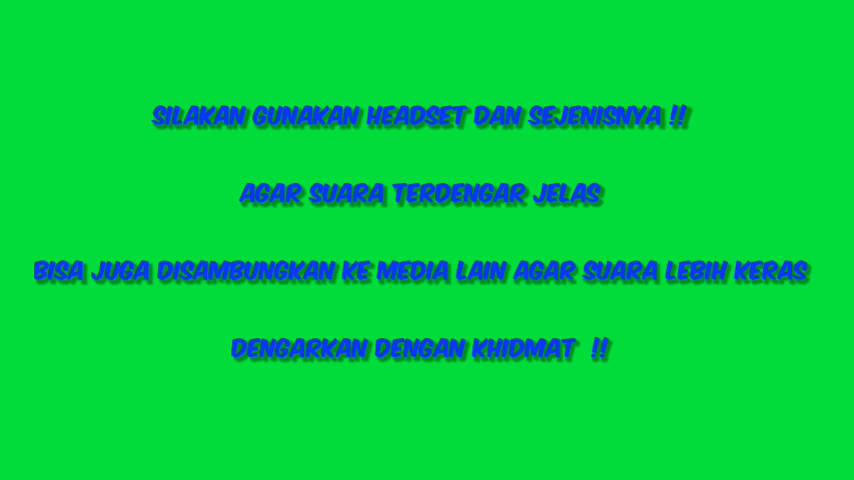 SILAKAN GUNAKAN HEADSET DAN SEJENISNYA !!
AGAR SUARA TERDENGAR JELAS
BISA JUGA DISAMBUNGKAN KE MEDIA LAIN AGAR SUARA LEBIH KERAS
DENGARKAN DENGAN KHIDMAT !!